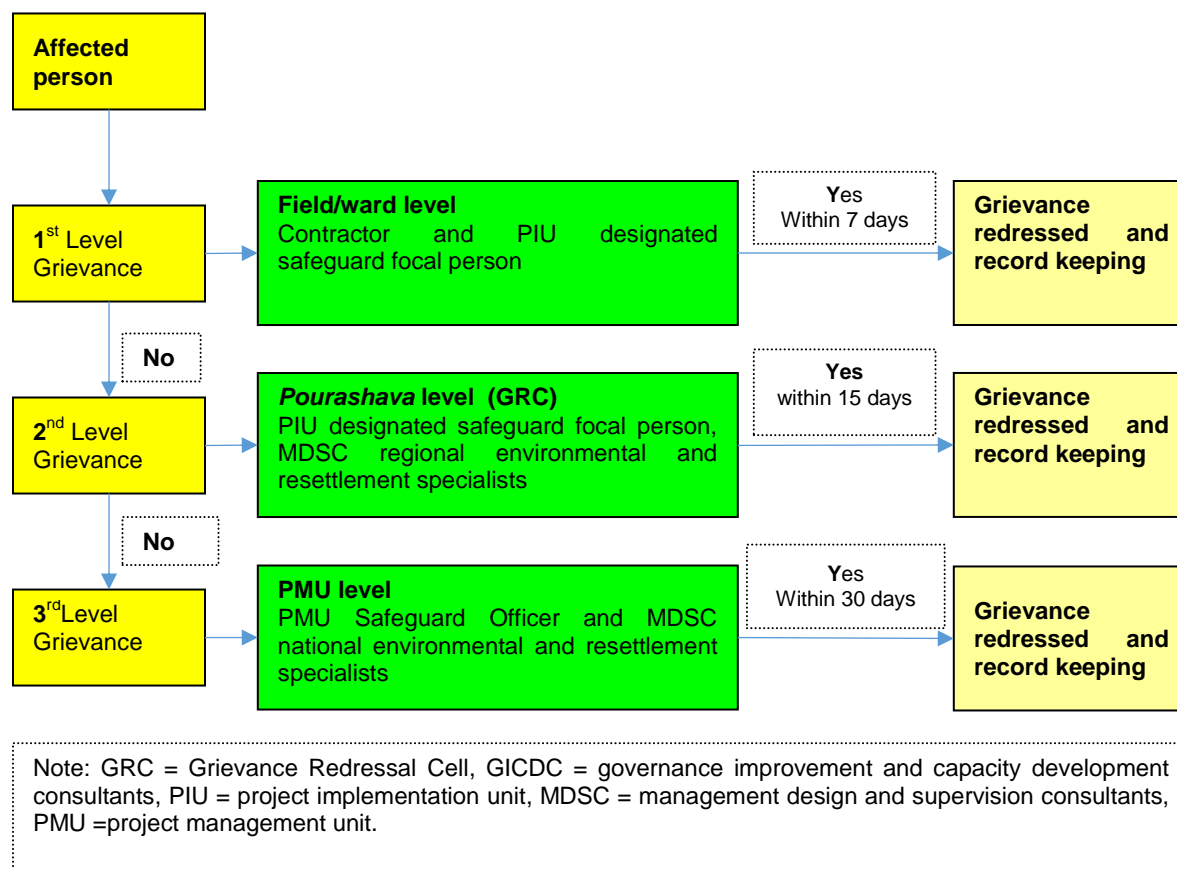 Affected
person
1st Level
Grievance
Field/ward level
Contractor and PIU designated
safeguard focal person
Yes
Within 7 days
Grievance
redressed and
record keeping
No
2nd Level
Grievance
Pourashava level (GRC)
PIU designated safeguard focal person,
MDSC regional environmental and
resettlement specialists
Yes
within 15 days
Grievance
redressed and
record keeping
No
3rdLevel
Grievance
PMU level
PMU Safeguard Officer and MDSC
national environmental and resettlement
specialists
Yes
Within 30 days
Grievance
redressed and
record keeping
Note: GRC = Grievance Redressal Cell, GICDC = governance improvement and capacity development
consultants, PIU = project implementation unit, MDSC = management design and supervision consultants,
PMU =project management unit.